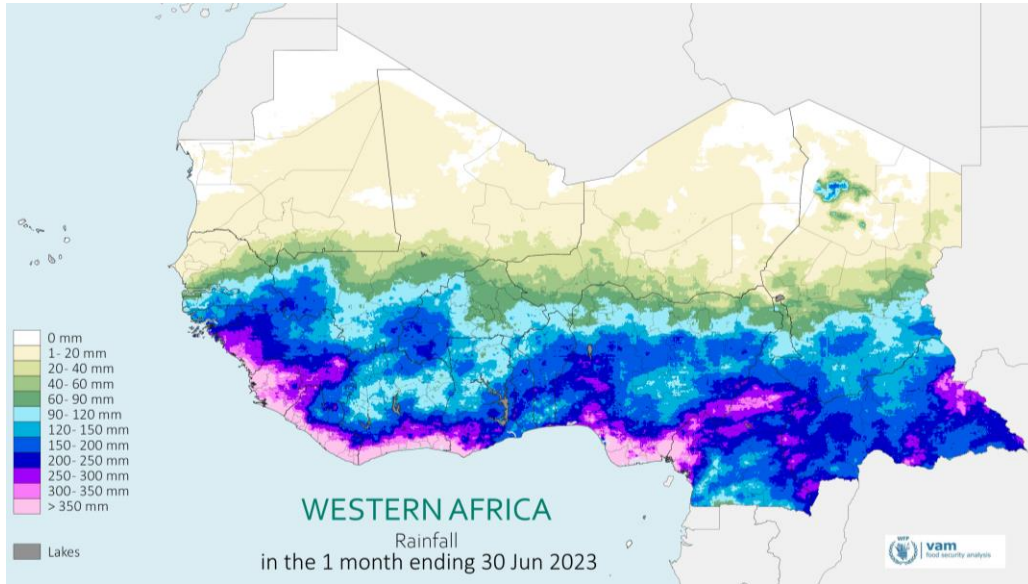 0 mm
1- 20 mm
20- 40 mm
40- 60 mm
60- 90 mm
90- 120 mm
120- 150 mm
150- 200 mm
200- 250 mm
250- 300 mm
300- 350 mm
> 350 mm
Lakes
WESTERN AFRICA
Rainfall
in the 1 month ending 30 Jun 2023
WFP
vam
food security analysis